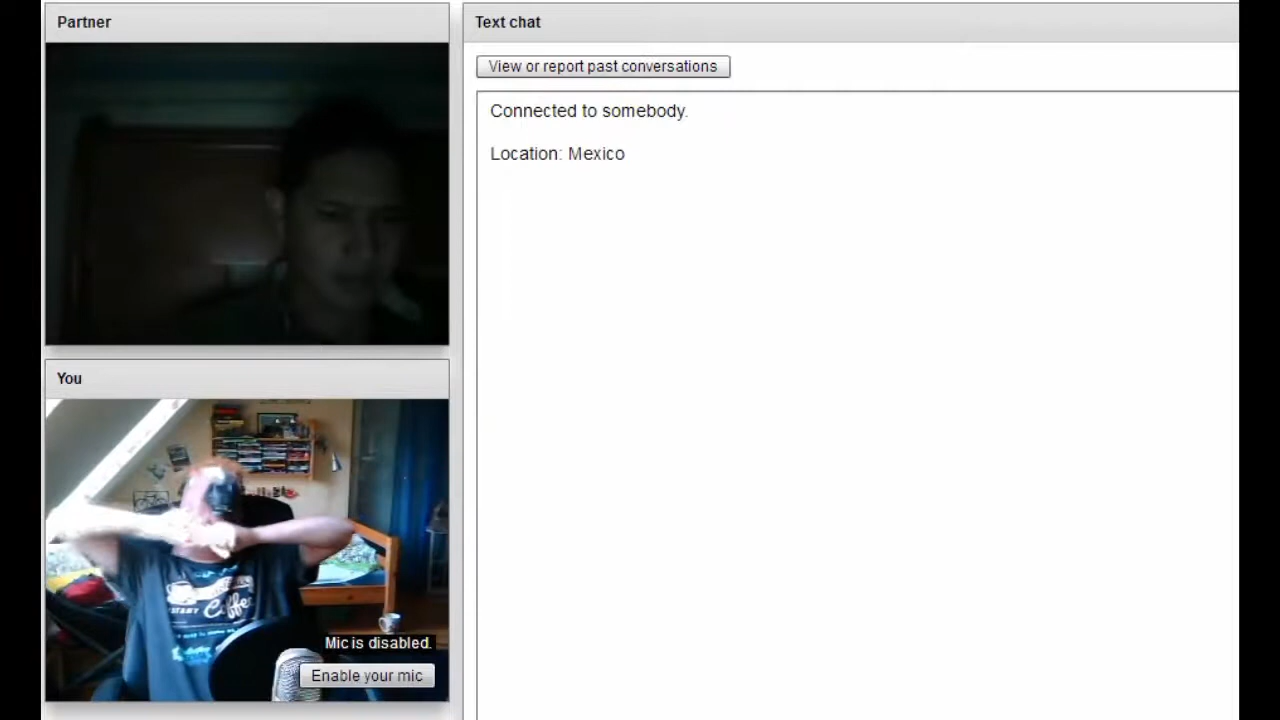 Partner
Text chat
View or report past conversations
Connected to somebody.
Location: Mexico
You
Coffee
Mic is disabled.
Enable your mic